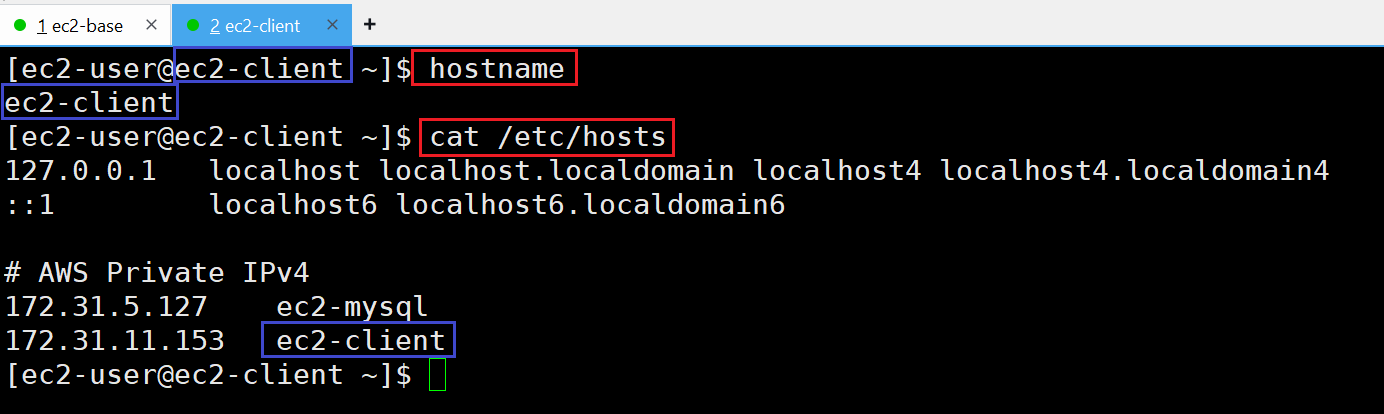 1 ec2-base × 2 ec2-client × +
[ec2-user@ec2-client ~]$ hostname
ec2-client
[ec2-user@ec2-client ~]$ cat /etc/hosts
127.0.0.1   localhost localhost.localdomain localhost4 localhost4.localdomain4
::1         localhost6 localhost6.localdomain6

# AWS Private IPv4
172.31.5.127    ec2-mysql
172.31.11.153   ec2-client
[ec2-user@ec2-client ~]$